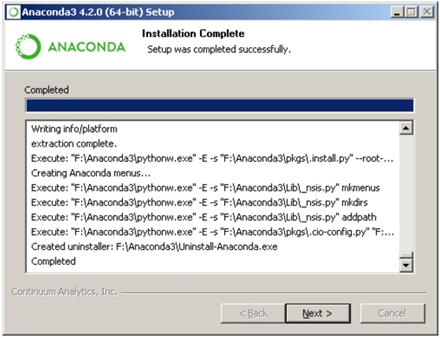 Anaconda3 4.2.0 (64-bit) Setup
ANACONDA
Installation Complete
Setup was completed successfully.
Completed
Writing info/platform
extraction complete.
Execute: "F:\Anaconda3\pythonw.exe" -E -s "F:\Anaconda3\pkgs\.install.py" --root-...
Creating Anaconda menus...
Execute: "F:\Anaconda3\pythonw.exe" -E -s "F:\Anaconda3\Lib\_nsis.py" mkmenus
Execute: "F:\Anaconda3\pythonw.exe" -E -s "F:\Anaconda3\Lib\_nsis.py" mkdirs
Execute: "F:\Anaconda3\pythonw.exe" -E -s "F:\Anaconda3\Lib\_nsis.py" addpath
Execute: "F:\Anaconda3\pythonw.exe" -E -s "F:\Anaconda3\pkgs\.cio-config.py" "F:...
Created uninstaller: F:\Anaconda3\Uninstall-Anaconda.exe
Completed
Continuum Analytics, Inc.
< Back Next > Cancel